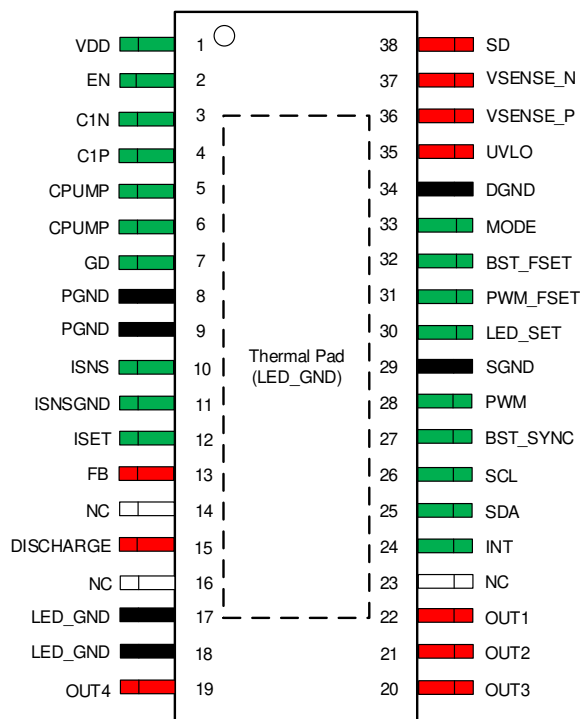 VDD 1 38 SD
EN 2 37 VSENSE_N
C1N 3 36 VSENSE_P
C1P 4 35 UVLO
CPUMP 5 34 DGND
CPUMP 6 33 MODE
GD 7 32 BST_FSET
PGND 8 31 PWM_FSET
PGND 9 30 LED_SET
Thermal Pad
(LED_GND)
ISNS 10 29 SGND
ISNSGND 11 28 PWM
ISET 12 27 BST_SYNC
FB 13 26 SCL
NC 14 25 SDA
DISCHARGE 15 24 INT
NC 16 23 NC
LED_GND 17 22 OUT1
LED_GND 18 21 OUT2
OUT4 19 20 OUT3